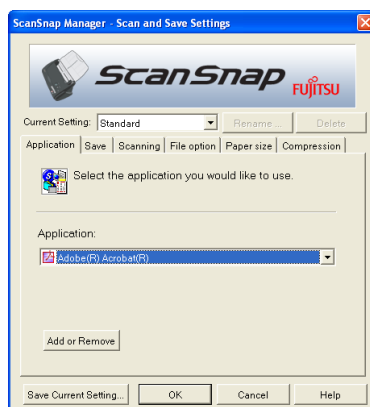 ScanSnap Manager - Scan and Save Settings
ScanSnap
FUJITSU
Current Setting: Standard Rename ... Delete
Application Save Scanning File option Paper size Compression
Select the application you would like to use.
Application:
Adobe(R) Acrobat(R)
Add or Remove
Save Current Setting... OK Cancel Help